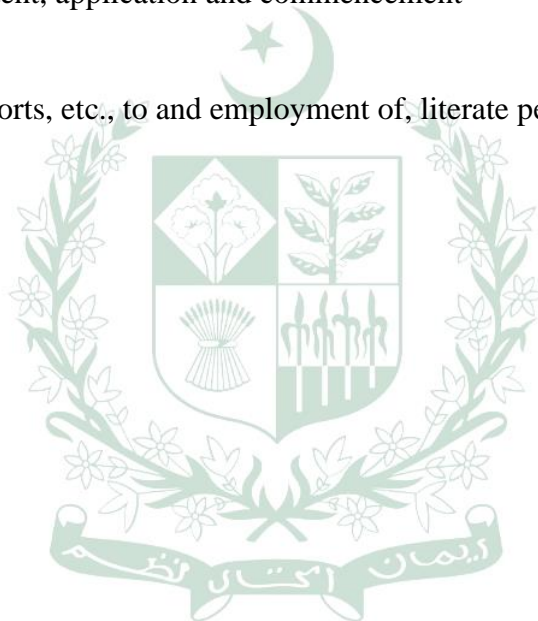 ent, application and commencement
orts, etc., to and employment of, literate pe
ایمان اتحاد نظم